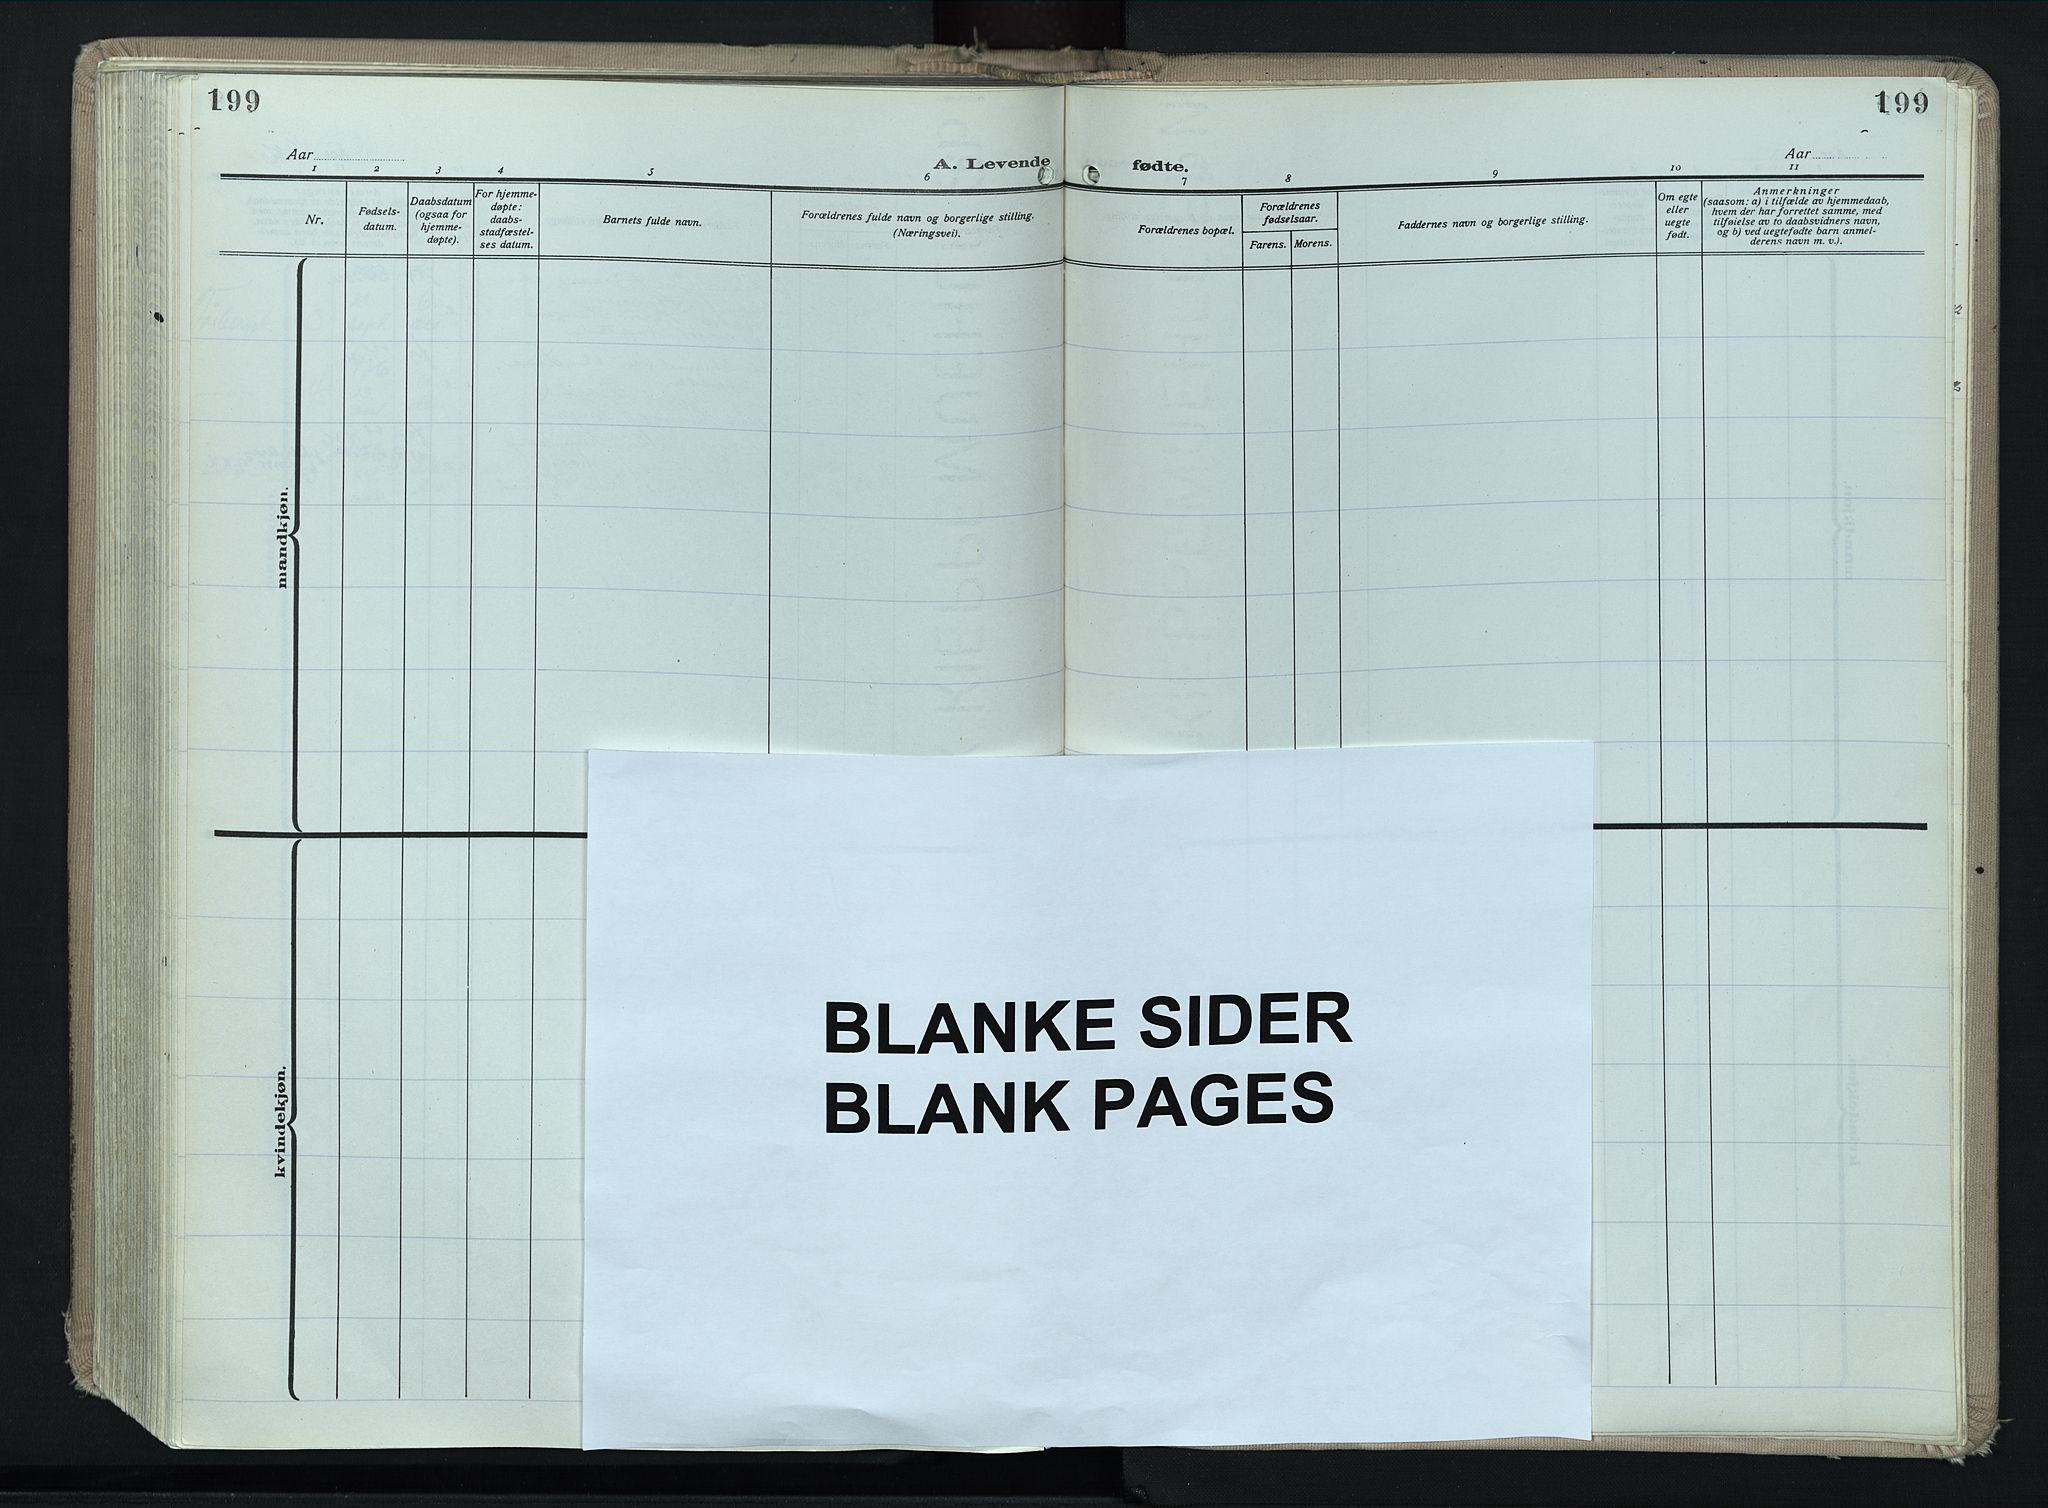 199
199
Aar
A. Levende fødte.
Aar
1 2 3 4 5 6 7 8 9 10 11
Nr.
Fødsels-
datum.
Daabsdatum
(ogsaa for
hjemme-
døpte).
For hjemme-
døpte:
daabs-
stadfæstel-
ses datum.
Barnets fulde navn.
Forældrenes fulde navn og borgerlige stilling.
(Næringsvei).
Forældrenes bopæl.
Forældrenes
fødselsaar.
Farens. Morens.
Faddernes navn og borgerlige stilling.
Om egte
eller
uegte
født.
Anmerkninger
(saasom: a) i tilfælde av hjemmedaab,
hvem der har forrettet samme, med
tilføielse av to daabsvidners navn,
og b) ved uegtefødte barn anmel-
derens navn m. v.).
mandkjøn.
kvindekjøn.
BLANKE SIDER
BLANK PAGES